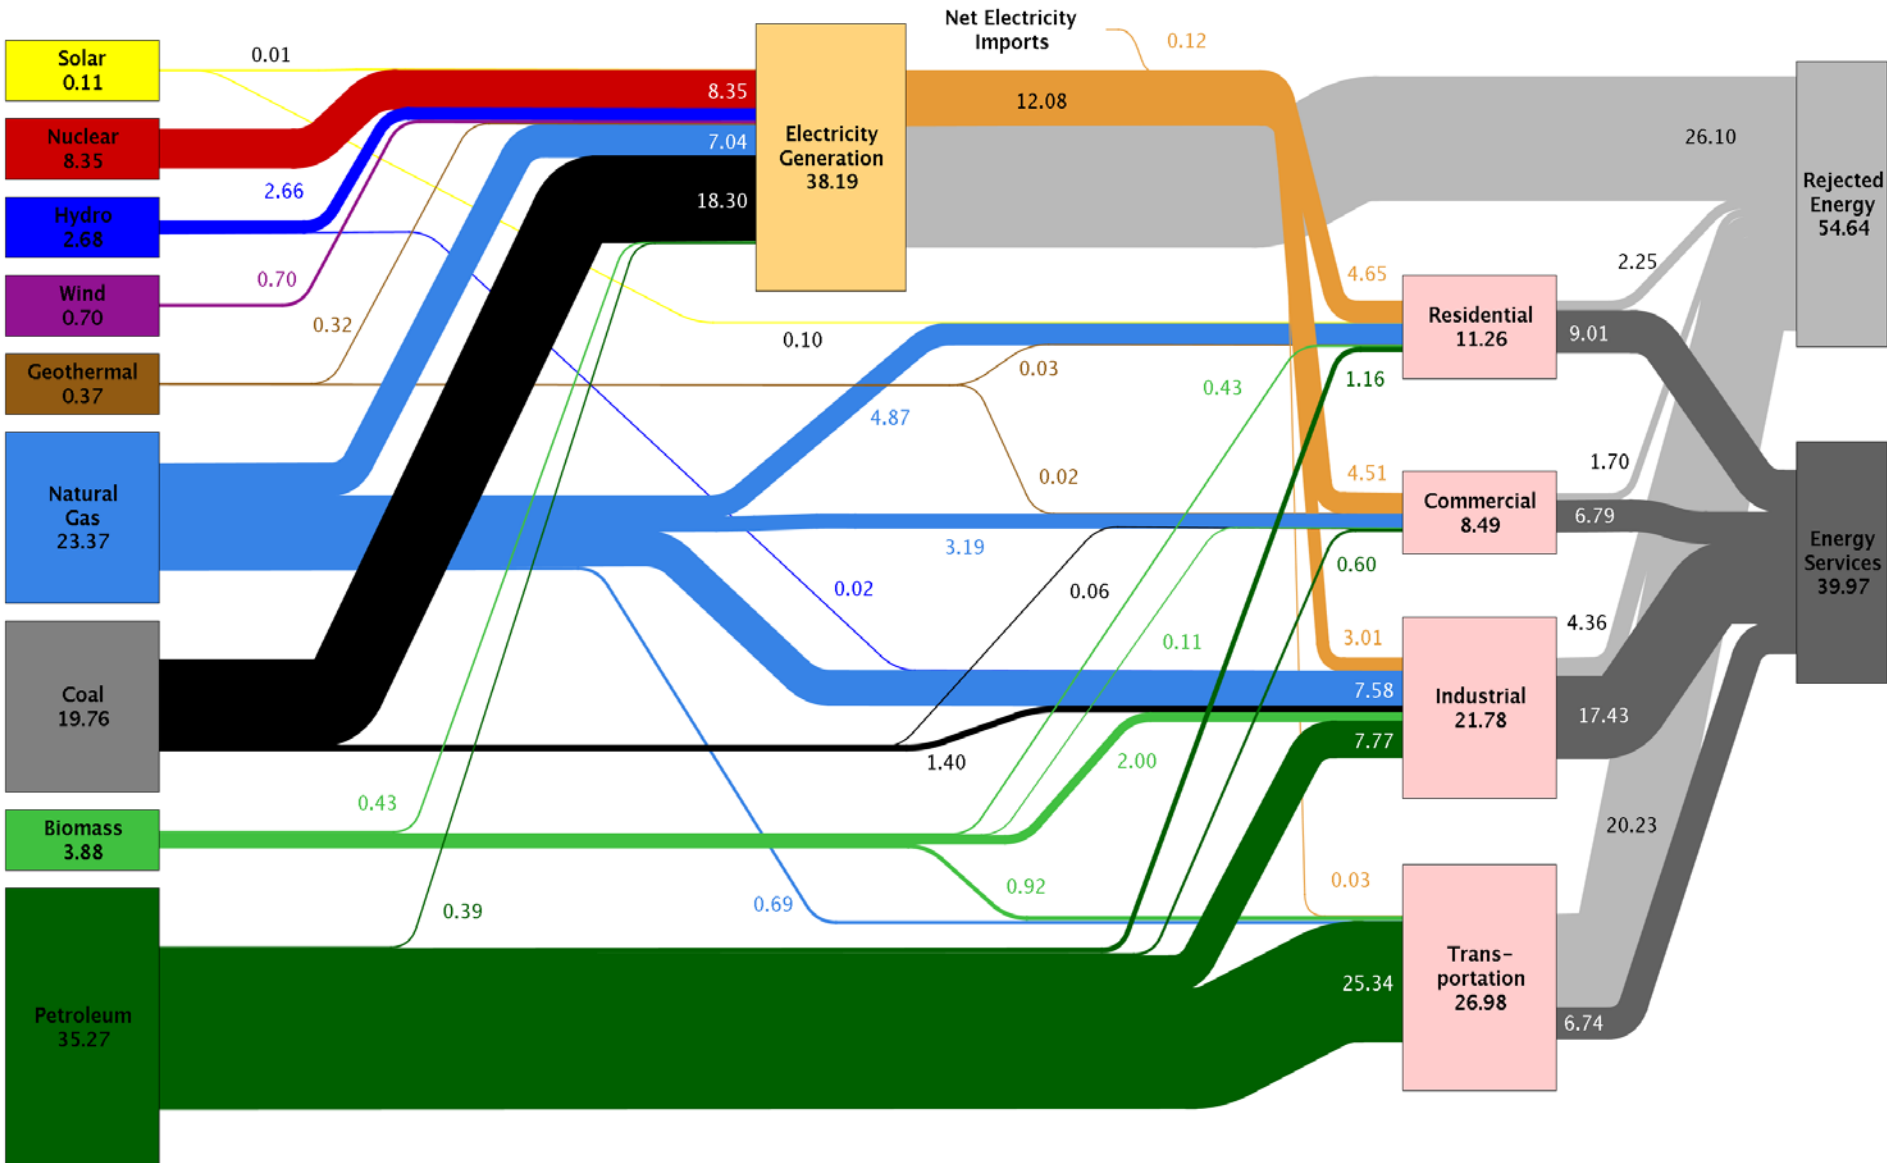 Net Electricity
Imports
0.12
Solar
0.11
0.01
Nuclear
8.35
8.35
12.08
Electricity
Generation
38.19
7.04
26.10
Rejected
Energy
54.64
18.30
2.66
Hydro
2.68
Wind
0.70
0.70
0.32
4.65
2.25
Residential
11.26
9.01
0.10
Geothermal
0.37
0.03
1.16
0.43
4.87
Natural
Gas
23.37
0.02
4.51
1.70
Commercial
8.49
6.79
3.19
0.60
Energy
Services
39.97
0.02
0.06
0.11
3.01
4.36
Coal
19.76
7.58
Industrial
21.78
17.43
7.77
1.40
2.00
0.43
Biomass
3.88
20.23
0.92
0.03
0.69
0.39
Petroleum
35.27
25.34
Trans-
portation
26.98
6.74